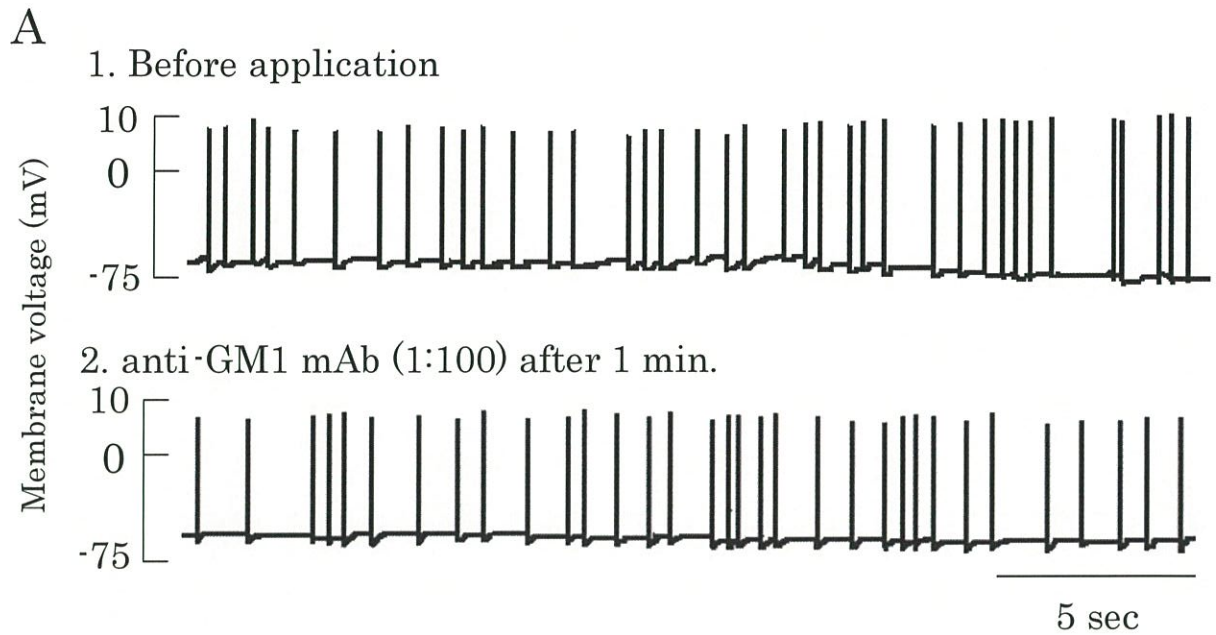 A
1. Before application
10
0
-75
Membrane voltage (mV)
2. anti-GM1 mAb (1:100) after 1 min.
10
0
-75
5 sec